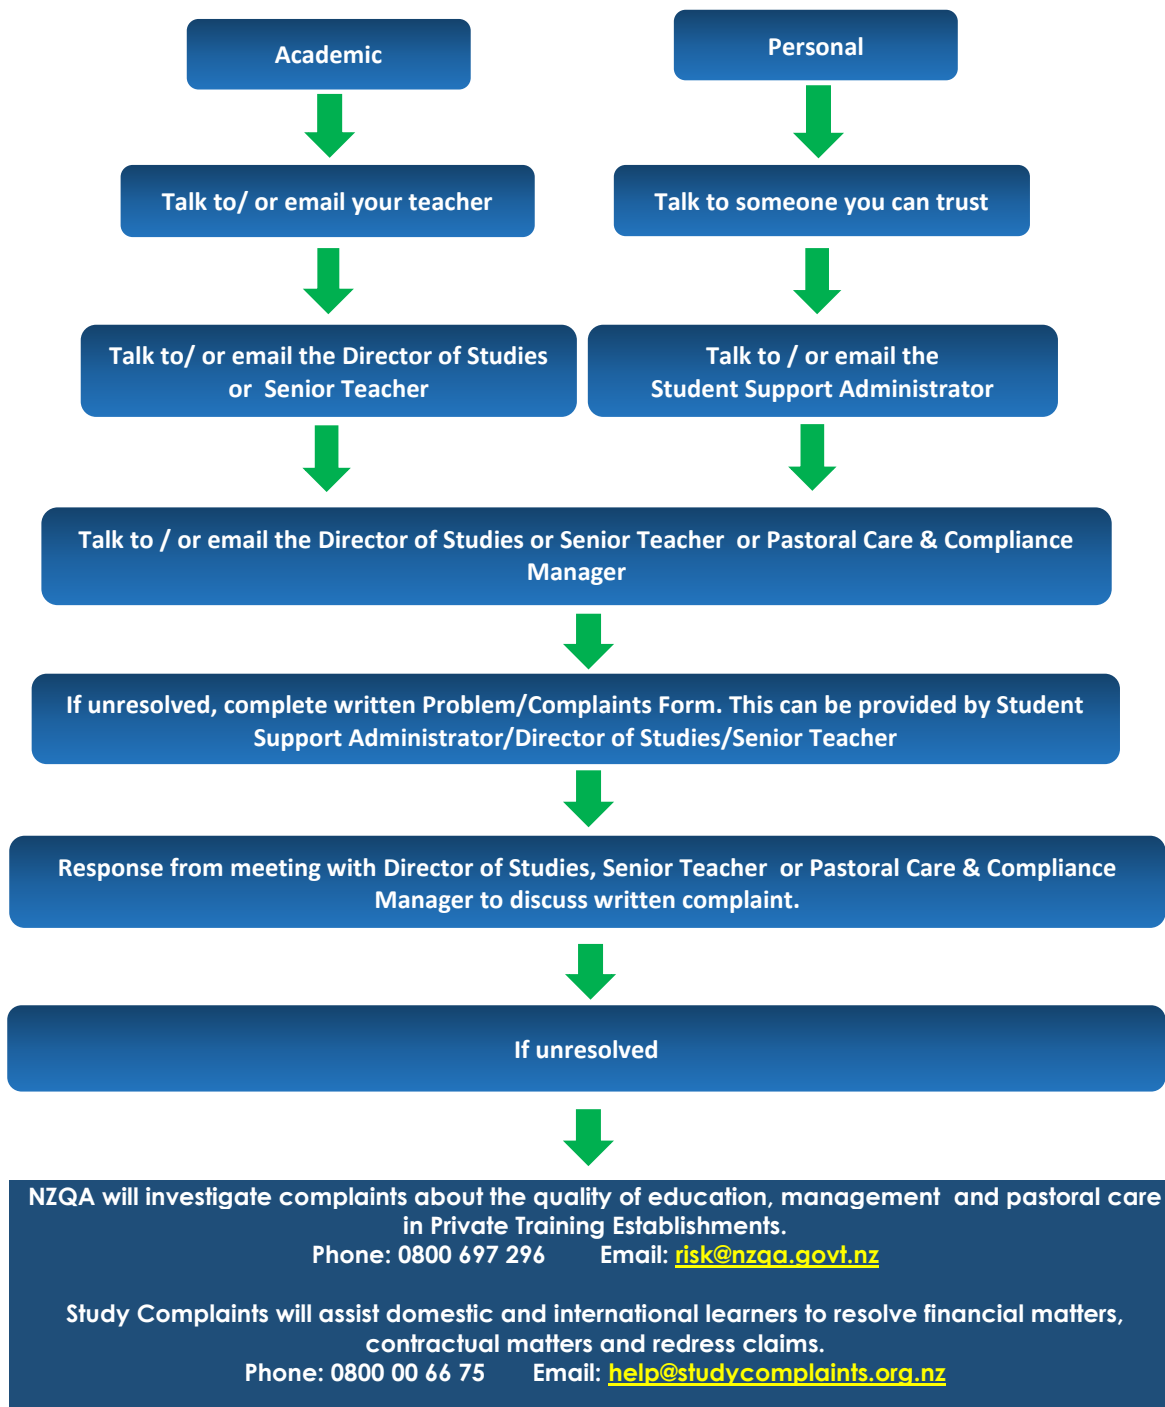 Academic
Personal
Talk to/ or email your teacher
Talk to someone you can trust
Talk to/ or email the Director of Studies
or Senior Teacher
Talk to / or email the
Student Support Administrator
Talk to / or email the Director of Studies or Senior Teacher or Pastoral Care & Compliance
Manager
If unresolved, complete written Problem/Complaints Form. This can be provided by Student
Support Administrator/Director of Studies/Senior Teacher
Response from meeting with Director of Studies, Senior Teacher or Pastoral Care & Compliance
Manager to discuss written complaint.
If unresolved
NZQA will investigate complaints about the quality of education, management and pastoral care
in Private Training Establishments.
Phone: 0800 697 296 Email: risk@nzqa.govt.nz
Study Complaints will assist domestic and international learners to resolve financial matters,
contractual matters and redress claims.
Phone: 0800 00 66 75 Email: help@studycomplaints.org.nz